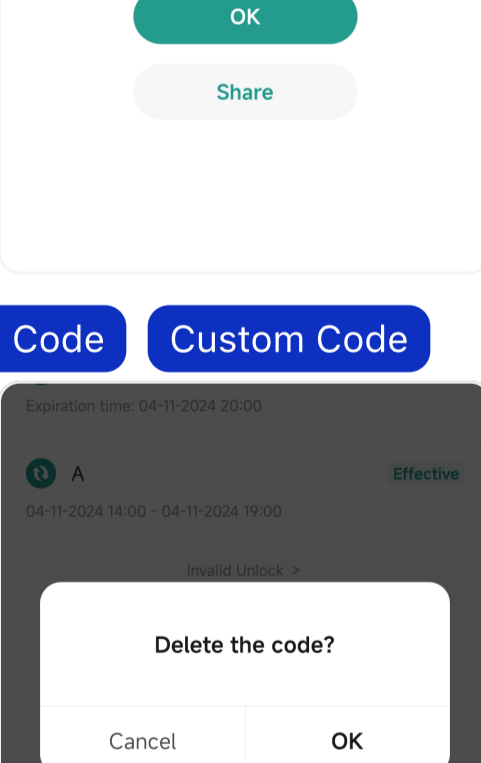 OK
Share
Code
Custom Code
Expiration time: 04-11-2024 20:00
A
Effective
04-11-2024 14:00 - 04-11-2024 19:00
Invalid Unlock >
Delete the code?
Cancel
OK